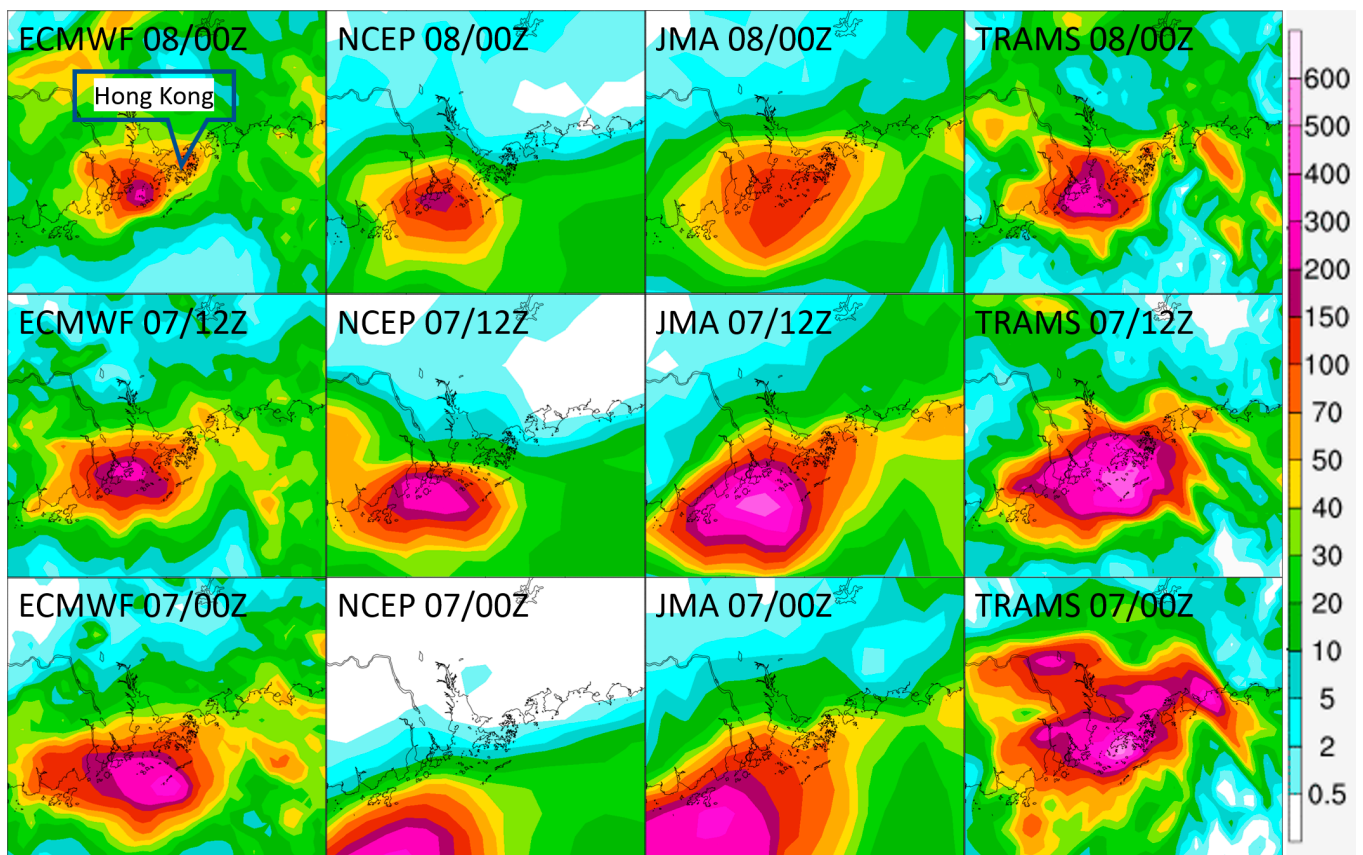 ECMWF 08/00Z
NCEP 08/00Z
JMA 08/00Z
TRAMS 08/00Z
Hong Kong
ECMWF 07/12Z
NCEP 07/12Z
JMA 07/12Z
TRAMS 07/12Z
ECMWF 07/00Z
NCEP 07/00Z
JMA 07/00Z
TRAMS 07/00Z
600
500
400
300
200
150
100
70
50
40
30
20
10
5
2
0.5